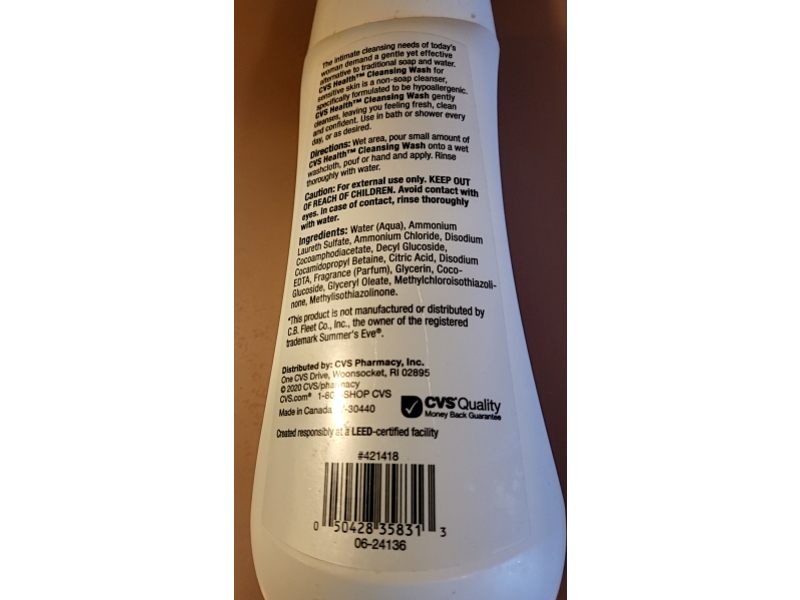 The intimate cleansing needs of today's
woman demand a gentle yet effective
alternative to traditional soap and water.
CVS Health™ Cleansing Wash for
sensitive skin is a non-soap cleanser,
specifically formulated to be hypoallergenic.
CVS Health™ Cleansing Wash gently
cleanses, leaving you feeling fresh, clean
and confident. Use in bath or shower every
day, or as desired.
Directions: Wet area, pour small amount of
CVS Health™ Cleansing Wash onto a wet
washcloth, pouf or hand and apply. Rinse
thoroughly with water.
Caution: For external use only. KEEP OUT
OF REACH OF CHILDREN. Avoid contact with
eyes. In case of contact, rinse thoroughly
with water.
Ingredients: Water (Aqua), Ammonium
Laureth Sulfate, Ammonium Chloride, Disodium
Cocoamphodiacetate, Decyl Glucoside,
Cocamidopropyl Betaine, Citric Acid, Disodium
EDTA, Fragrance (Parfum), Glycerin, Coco-
Glucoside, Glyceryl Oleate, Methylchloroisothiazoli-
none, Methylisothiazolinone.
*This product is not manufactured or distributed by
C.B. Fleet Co., Inc., the owner of the registered
trademark Summer's Eve®.
Distributed by: CVS Pharmacy, Inc.
One CVS Drive, Woonsocket, RI 02895
© 2020 CVS/pharmacy
CVS.com® 1-80 SHOP CVS
Made in Canada -30440
CVS Quality
Money Back Guarantee
Created responsibly at a LEED-certified facility
#421418
0 50428 35831 3
06-24136